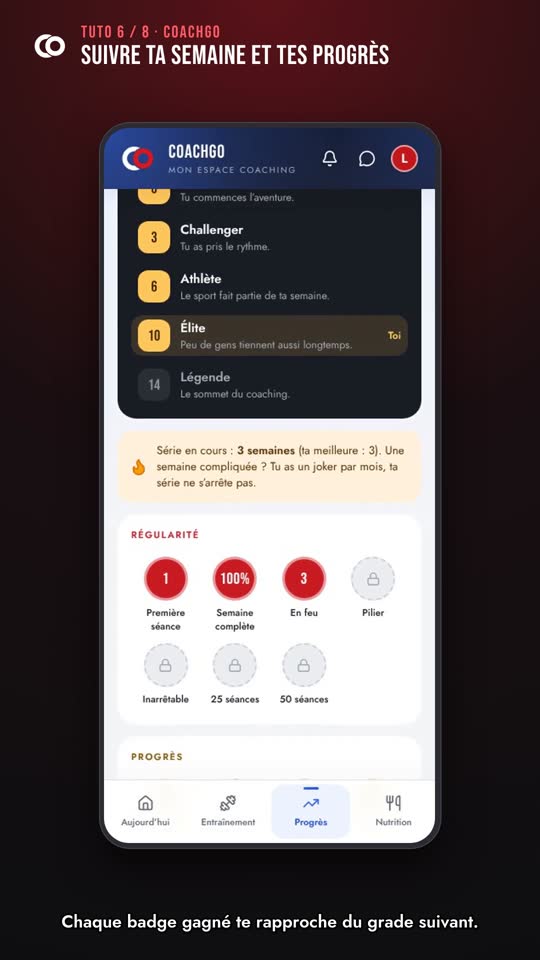 TUTO 6 / 8 · COACHGO
SUIVRE TA SEMAINE ET TES PROGRÈS
COACHGO
MON ESPACE COACHING
L
Tu commences l'aventure.
3
Challenger
Tu as pris le rythme.
6
Athlète
Le sport fait partie de ta semaine.
10
Élite
Peu de gens tiennent aussi longtemps.
Toi
14
Légende
Le sommet du coaching.
Série en cours : 3 semaines (ta meilleure : 3). Une
semaine compliquée ? Tu as un joker par mois, ta
série ne s'arrête pas.
RÉGULARITÉ
1
100%
3
Première
séance
Semaine
complète
En feu
Pilier
Inarrêtable
25 séances
50 séances
PROGRÈS
Aujourd'hui
Entraînement
Progrès
Nutrition
Chaque badge gagné te rapproche du grade suivant.